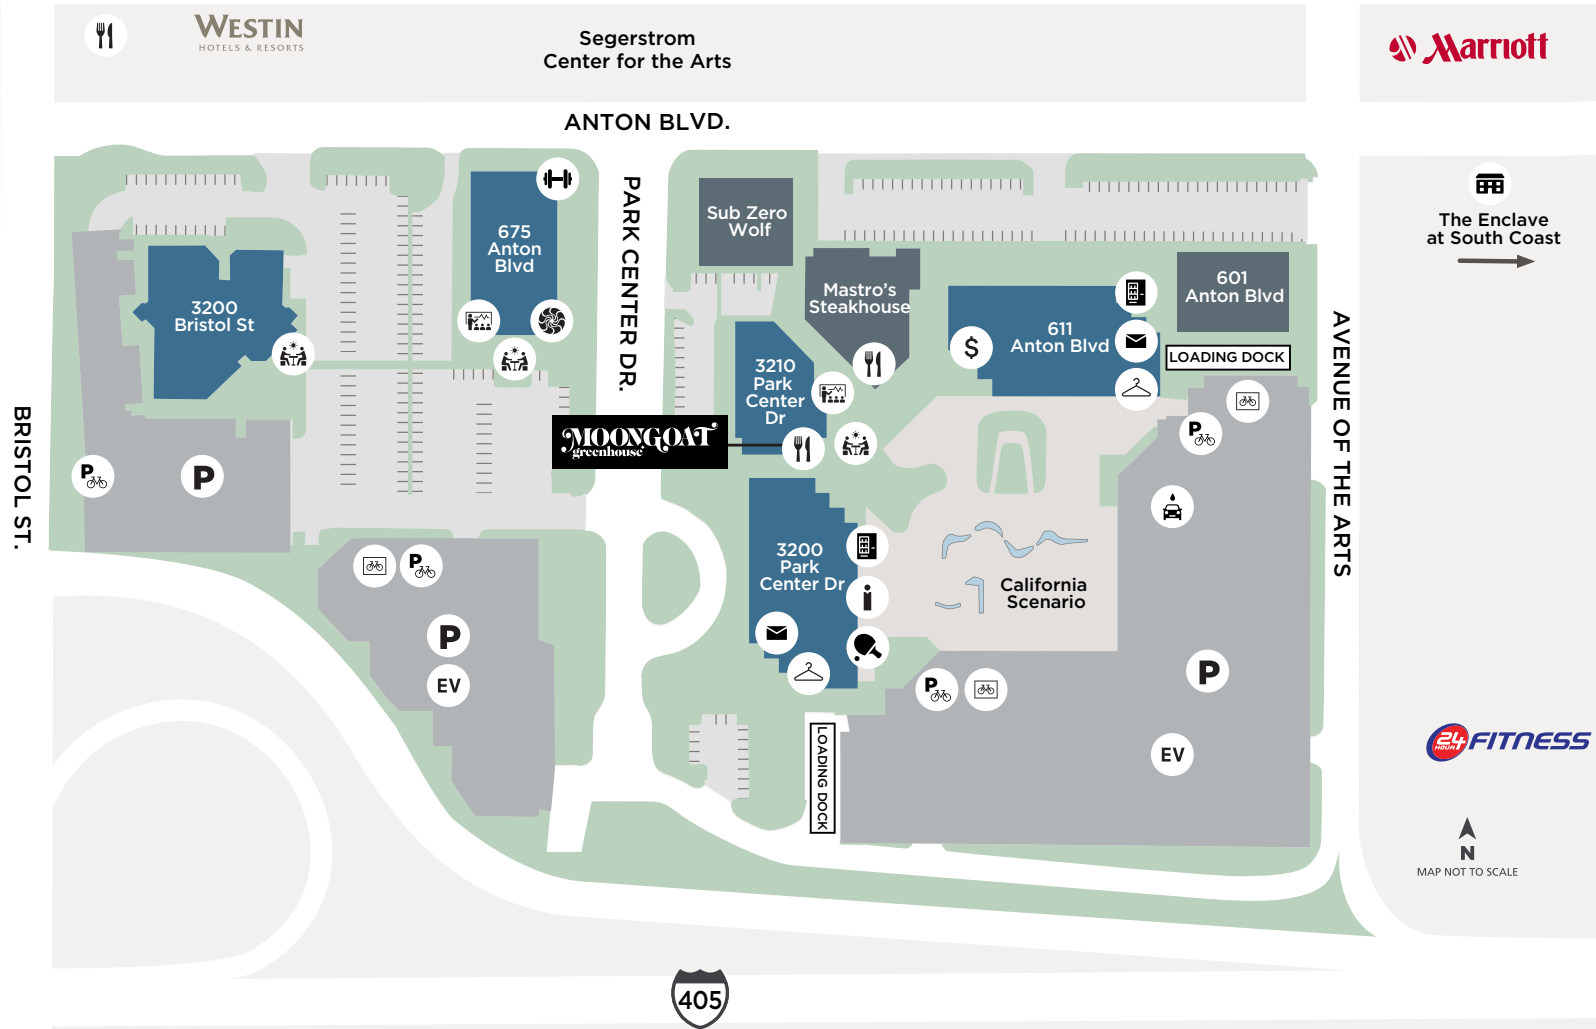 WESTIN
HOTELS & RESORTS
Segerstrom
Center for the Arts
Marriott
ANTON BLVD.
PARK CENTER DR.
675
Anton
Blvd
Sub Zero
Wolf
The Enclave
at South Coast
3200
Bristol St
Mastro's
Steakhouse
601
Anton Blvd
611
Anton Blvd
$
LOADING DOCK
3210
Park
Center
Dr
BRISTOL ST.
AVENUE OF THE ARTS
MOONGOAT
greenhouse
P
P
P
3200
Park
Center Dr
California
Scenario
P
P
EV
P
P
EV
LOADING DOCK
24
HOUR
FITNESS
N
MAP NOT TO SCALE
405